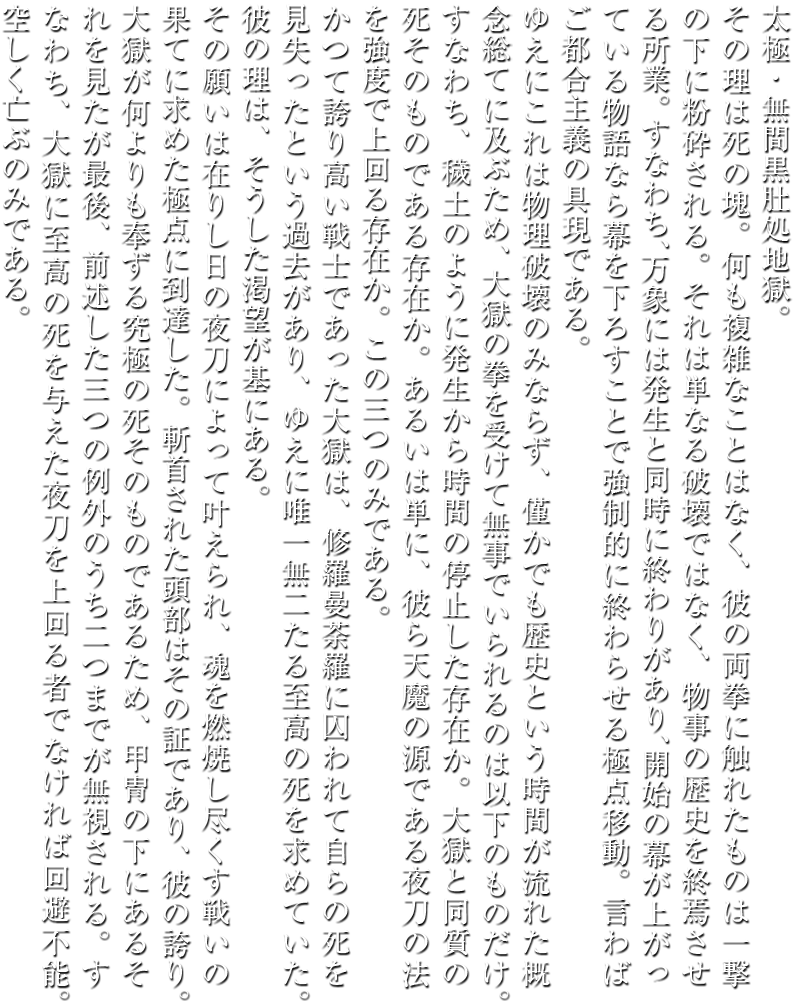 太極・無間黒肚処地獄。
その理は死の塊。何も複雑なことはなく、彼の両拳に触れたものは一撃
の下に粉砕される。それは単なる破壊ではなく、物事の歴史を終焉させ
る所業。すなわち、万象には発生と同時に終わりがあり、開始の幕が上がっ
ている物語なら幕を下ろすことで強制的に終わらせる極点移動。言わば
ご都合主義の具現である。
ゆえにこれは物理破壊のみならず、僅かでも歴史という時間が流れた概
念総てに及ぶため、大獄の拳を受けて無事でいられるのは以下のものだけ。
すなわち、穢土のように発生から時間の停止した存在か。大獄と同質の
死そのものである存在か。あるいは単に、彼ら天魔の源である夜刀の法
を強度で上回る存在か。この三つのみである。
かつて誇り高い戦士であった大獄は、修羅曼荼羅に囚われて自らの死を
見失ったという過去があり、ゆえに唯一無二たる至高の死を求めていた。
彼の理は、そうした渇望が基にある。
その願いは在りし日の夜刀によって叶えられ、魂を燃焼し尽くす戦いの
果てに求めた極点に到達した。斬首された頭部はその証であり、彼の誇り。
大獄が何よりも奉ずる究極の死そのものであるため、甲冑の下にあるそ
れを見たが最後、前述した三つの例外のうち二つまでが無視される。す
なわち、大獄に至高の死を与えた夜刀を上回る者でなければ回避不能。
空しく亡ぶのみである。